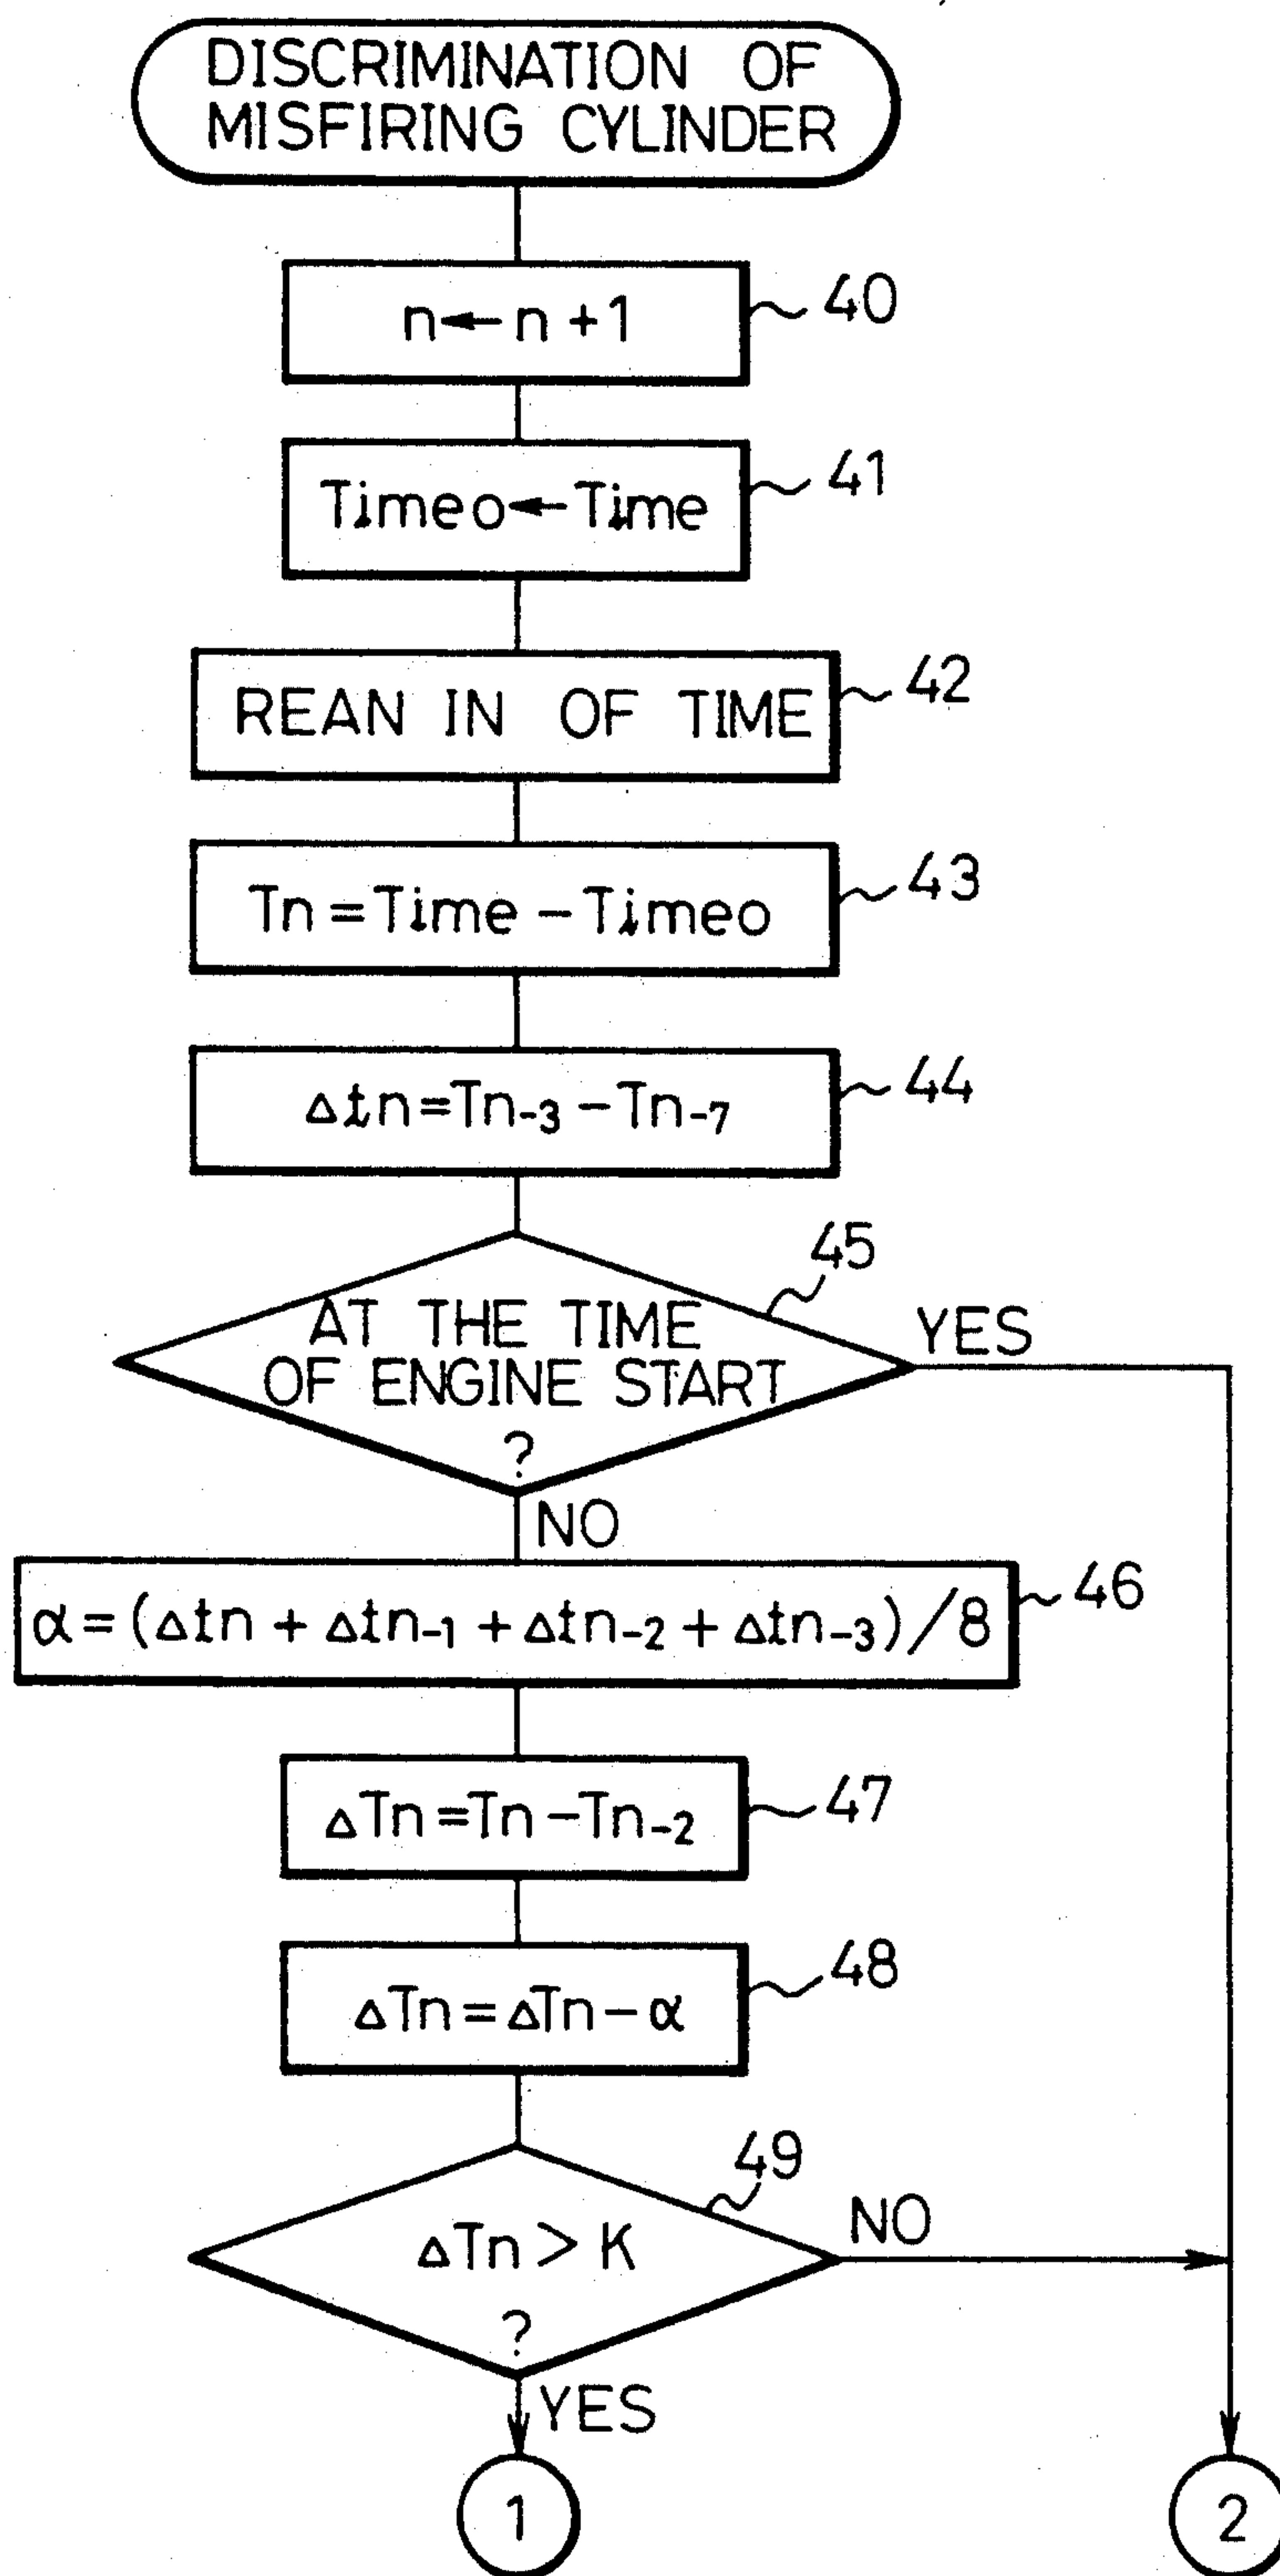 DISCRIMINATION OF
MISFIRING CYLINDER
n←n+1
40
Timeo←Time
41
REAN IN OF TIME
42
Tn=Time-Timeo
43
Δtn=Tn-3-Tn-7
44
45
AT THE TIME
OF ENGINE START
?
YES
NO
α=(Δtn+Δtn-1+Δtn-2+Δtn-3)/8
46
ΔTn=Tn-Tn-2
47
ΔTn=ΔTn-α
48
49
ΔTn>K
?
NO
YES
1
2